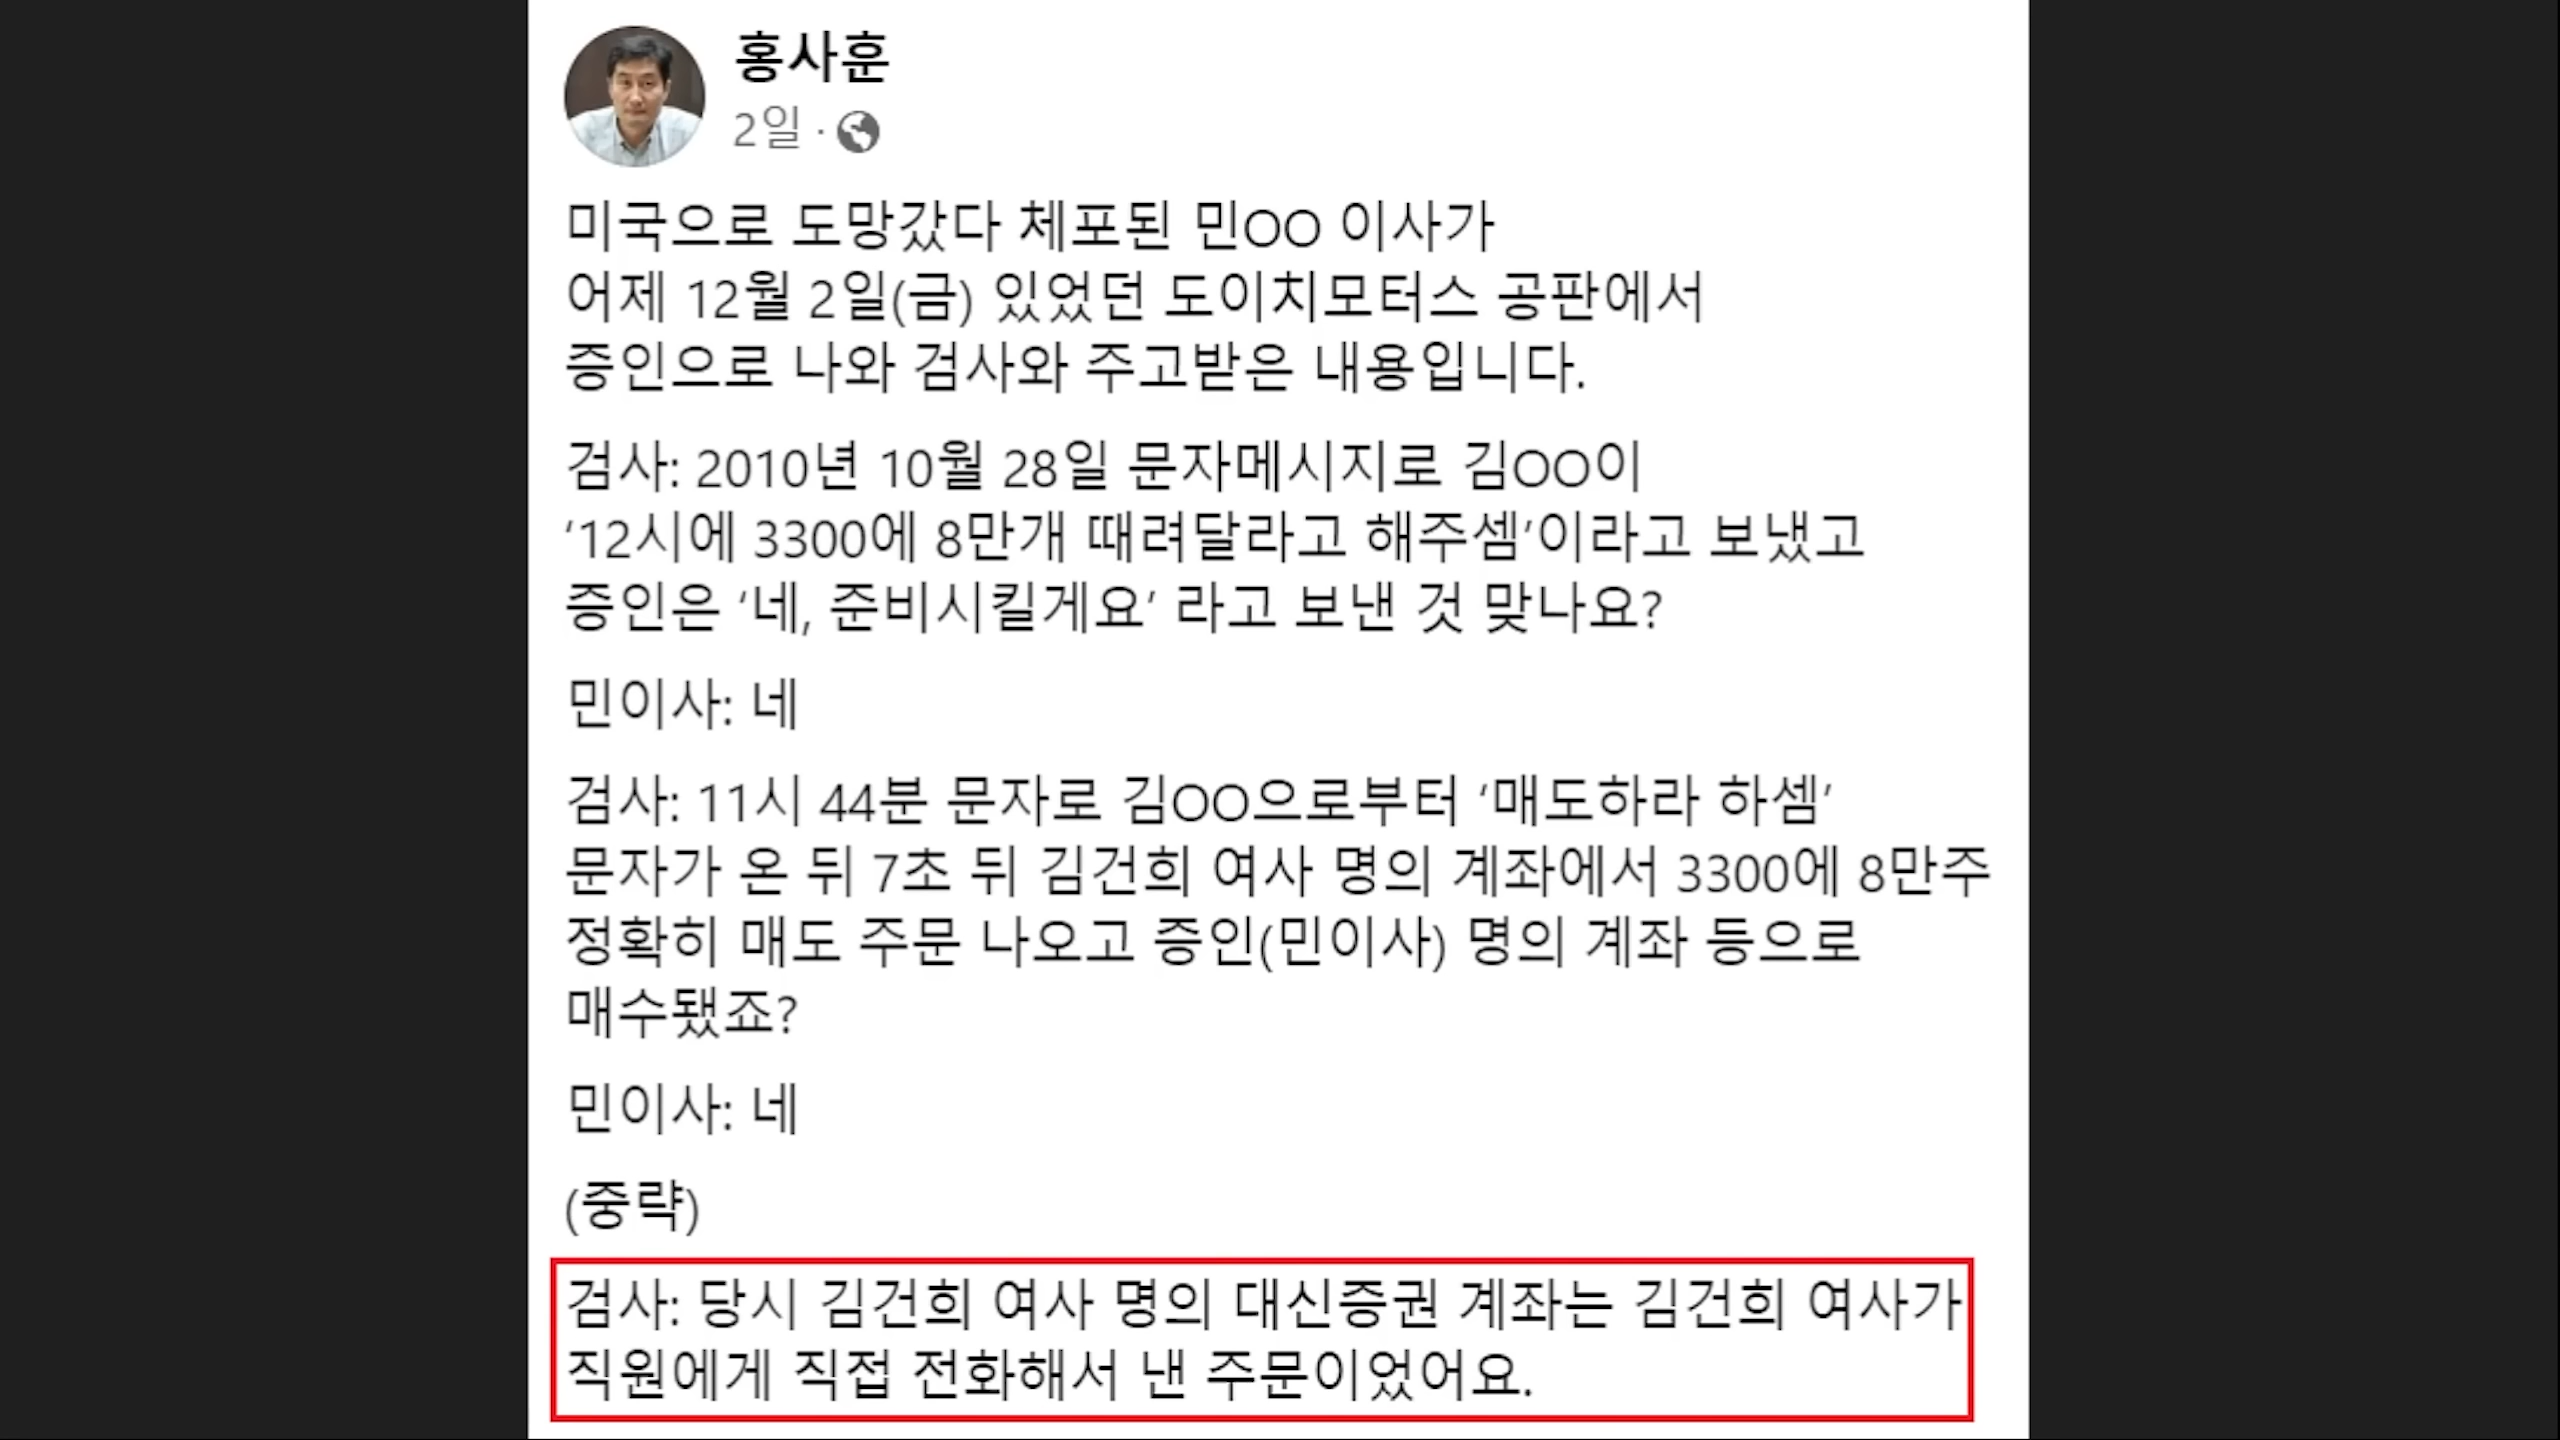 홍사훈
2일 ·
미국으로 도망갔다 체포된 민OO 이사가
어제 12월 2일(금) 있었던 도이치모터스 공판에서
증인으로 나와 검사와 주고받은 내용입니다.
검사: 2010년 10월 28일 문자메시지로 김OO이
‘12시에 3300에 8만개 때려달라고 해주셈’이라고 보냈고
증인은 ‘네, 준비시킬게요’ 라고 보낸 것 맞나요?
민이사: 네
검사: 11시 44분 문자로 김OO으로부터 ‘매도하라 하셈’
문자가 온 뒤 7초 뒤 김건희 여사 명의 계좌에서 3300에 8만주
정확히 매도 주문 나오고 증인(민이사) 명의 계좌 등으로
매수됐죠?
민이사: 네
(중략)
검사: 당시 김건희 여사 명의 대신증권 계좌는 김건희 여사가
직원에게 직접 전화해서 낸 주문이었어요.